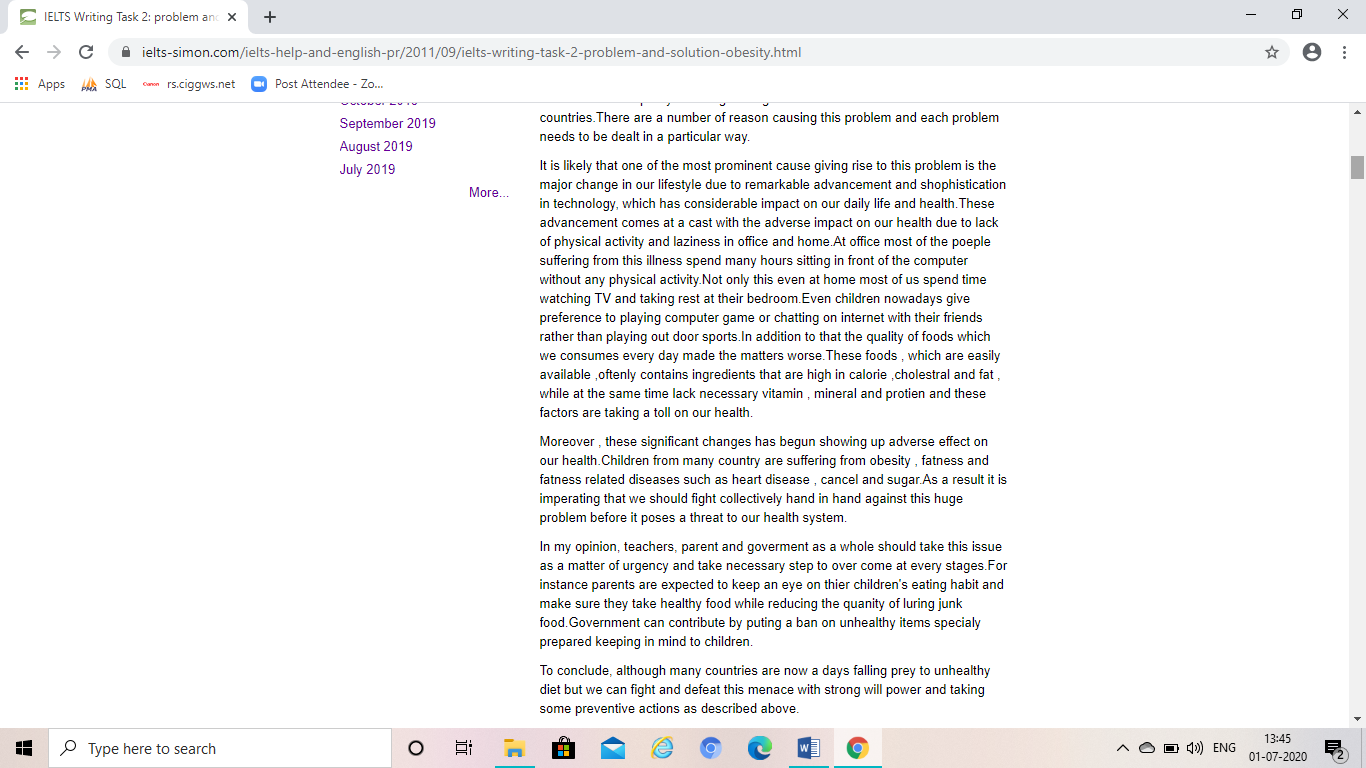 IELTS Writing Task 2: problem and
ielts-simon.com/ielts-help-and-english-pr/2011/09/ielts-writing-task-2-problem-and-solution-obesity.html
Apps SQL rs.ciggws.net Post Attendee - Zo...
September 2019
August 2019
July 2019
More...
countries.There are a number of reason causing this problem and each problem
needs to be dealt in a particular way.
It is likely that one of the most prominent cause giving rise to this problem is the
major change in our lifestyle due to remarkable advancement and shophistication
in technology, which has considerable impact on our daily life and health.These
advancement comes at a cast with the adverse impact on our health due to lack
of physical activity and laziness in office and home.At office most of the poeple
suffering from this illness spend many hours sitting in front of the computer
without any physical activity.Not only this even at home most of us spend time
watching TV and taking rest at their bedroom.Even children nowadays give
preference to playing computer game or chatting on internet with their friends
rather than playing out door sports.In addition to that the quality of foods which
we consumes every day made the matters worse.These foods , which are easily
available ,oftenly contains ingredients that are high in calorie ,cholestral and fat ,
while at the same time lack necessary vitamin , mineral and protien and these
factors are taking a toll on our health.
Moreover , these significant changes has begun showing up adverse effect on
our health.Children from many country are suffering from obesity , fatness and
fatness related diseases such as heart disease , cancel and sugar.As a result it is
imperating that we should fight collectively hand in hand against this huge
problem before it poses a threat to our health system.
In my opinion, teachers, parent and goverment as a whole should take this issue
as a matter of urgency and take necessary step to over come at every stages.For
instance parents are expected to keep an eye on thier children's eating habit and
make sure they take healthy food while reducing the quanity of luring junk
food.Government can contribute by puting a ban on unhealthy items specialy
prepared keeping in mind to children.
To conclude, although many countries are now a days falling prey to unhealthy
diet but we can fight and defeat this menace with strong will power and taking
some preventive actions as described above.
Type here to search
ENG
13:45
01-07-2020
2